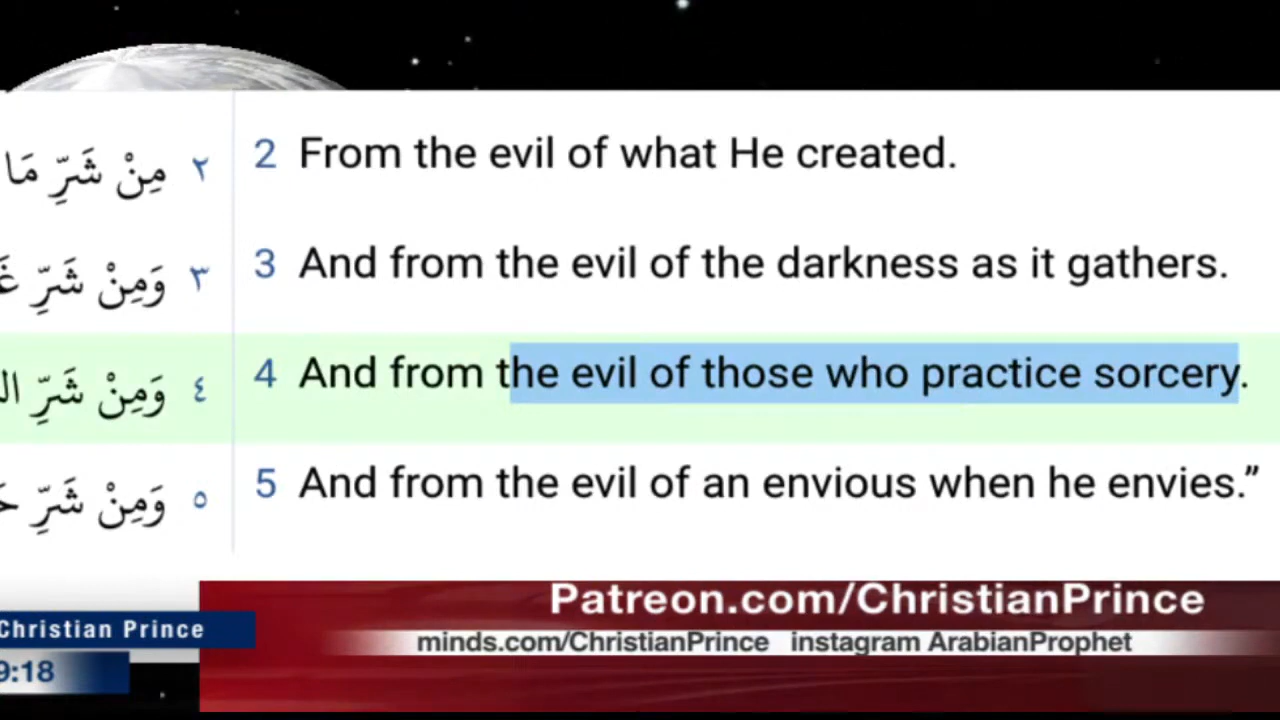 2 From the evil of what He created.
٢ مِنْ شَرِّ مَا
3 And from the evil of the darkness as it gathers.
٣ وَمِنْ شَرِّ
4 And from the evil of those who practice sorcery.
٤ وَمِنْ شَرِّ
5 And from the evil of an envious when he envies.”
٥ وَمِنْ شَرِّ
Patreon.com/ChristianPrince
Christian Prince
minds.com/ChristianPrince instagram ArabianProphet
9:18